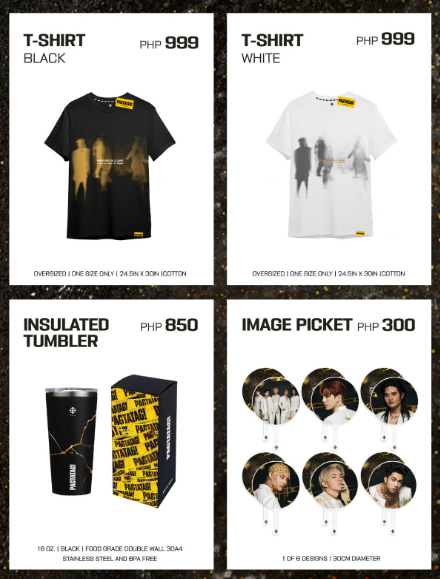 T-SHIRT
BLACK
PHP 999
OVERSIZED | ONE SIZE ONLY | 24.5IN X 30IN |COTTON
T-SHIRT
WHITE
PHP 999
OVERSIZED | ONE SIZE ONLY | 24.5IN X 30IN |COTTON
INSULATED
TUMBLER
PHP 850
PAGTATAG!
PAGTATAG!
16 OZ. | BLACK | FOOD GRADE DOUBLE WALL 304
STAINLESS STEEL AND BPA FREE
IMAGE PICKET
PHP 300
1 OF 6 DESIGNS | 30CM DIAMETER